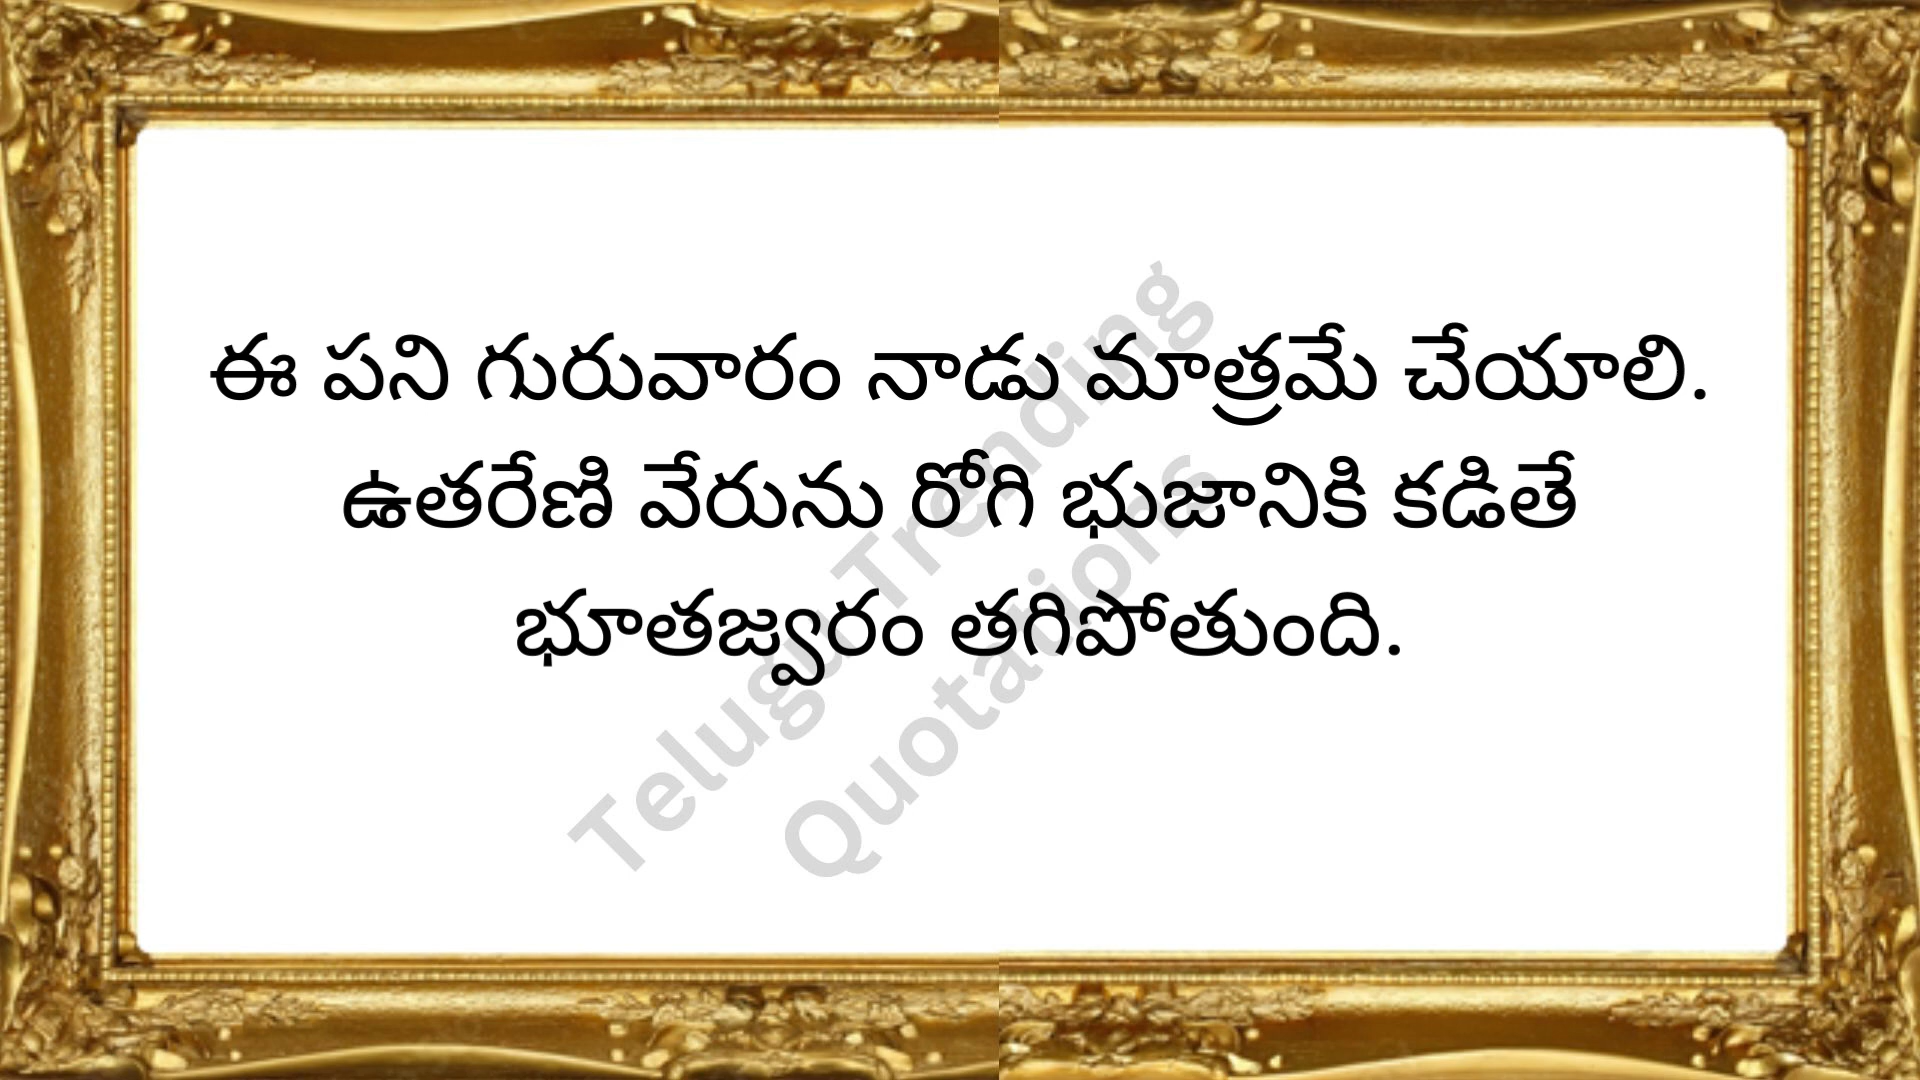 ఈ పని గురువారం నాడు మాత్రమే చేయాలి.
ఉతరేణి వేరును రోగి భుజానికి కడితే
భూతజ్వరం తగిపోతుంది.
Telugu Trending
Quotations